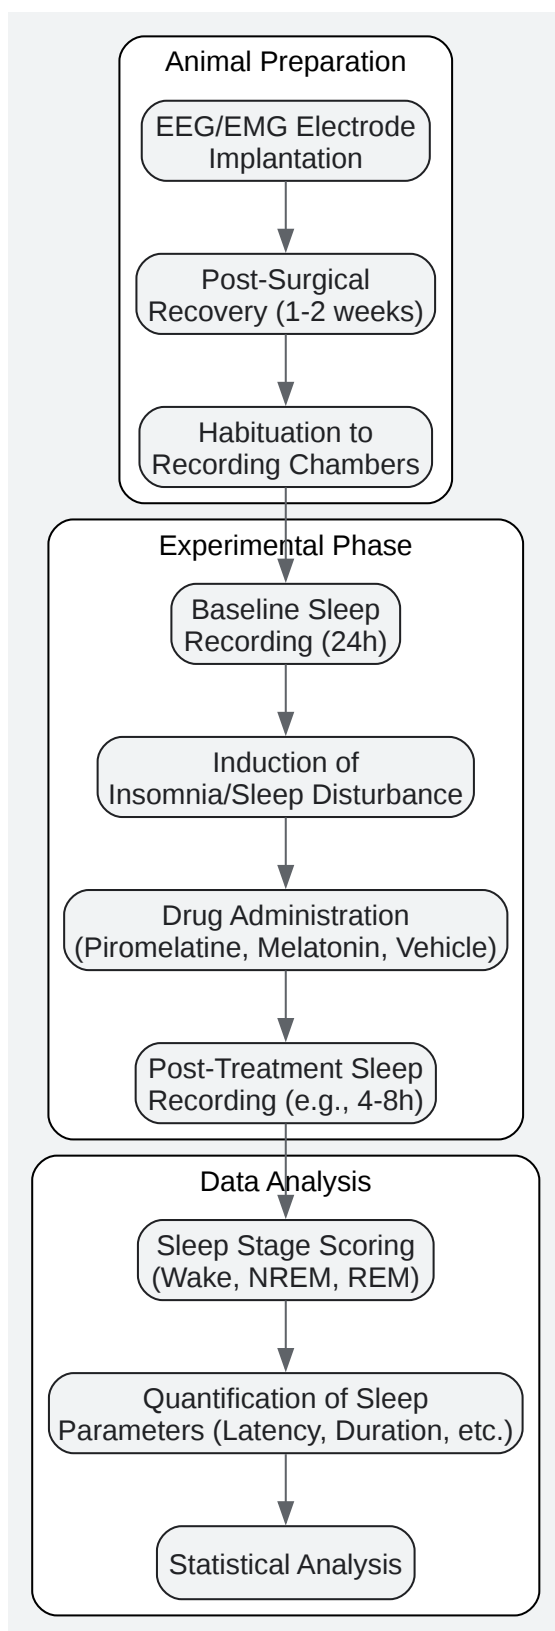 Animal Preparation
EEG/EMG Electrode
Implantation
Post-Surgical
Recovery (1-2 weeks)
Habituation to
Recording Chambers
Experimental Phase
Baseline Sleep
Recording (24h)
Induction of
Insomnia/Sleep Disturbance
Drug Administration
(Piromelatine, Melatonin, Vehicle)
Post-Treatment Sleep
Recording (e.g., 4-8h)
Data Analysis
Sleep Stage Scoring
(Wake, NREM, REM)
Quantification of Sleep
Parameters (Latency, Duration, etc.)
Statistical Analysis